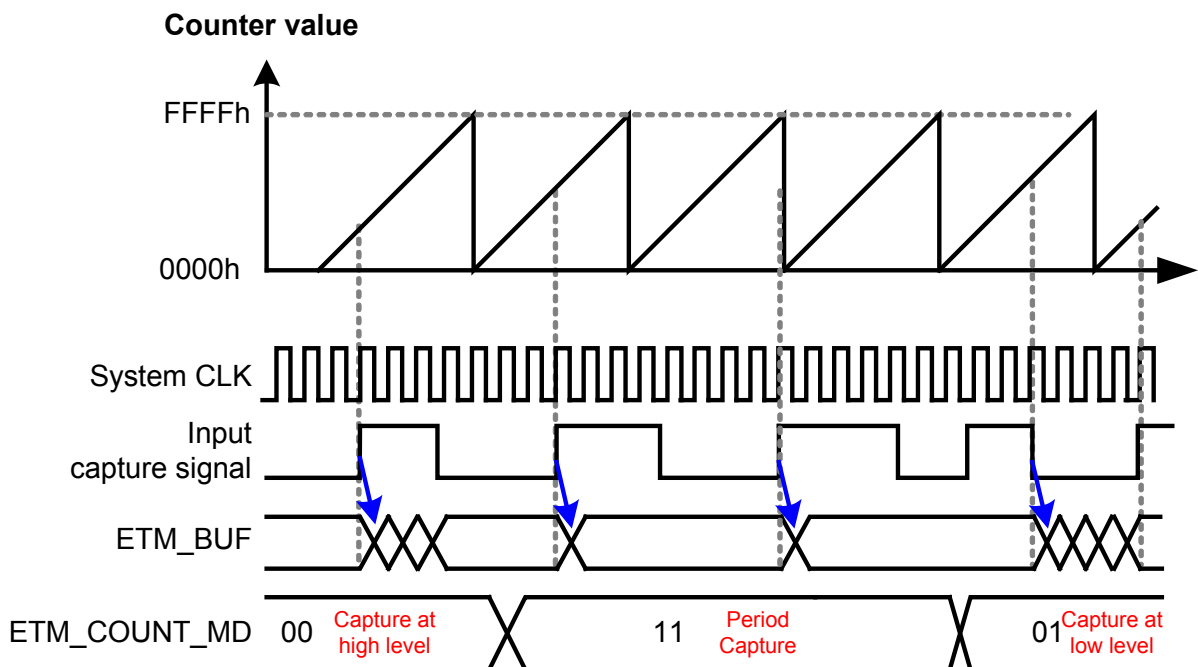 Counter value
FFFFh
0000h
System CLK
Input
capture signal
ETM_BUF
ETM_COUNT_MD
00
Capture at
high level
11
Period
Capture
01
Capture at
low level